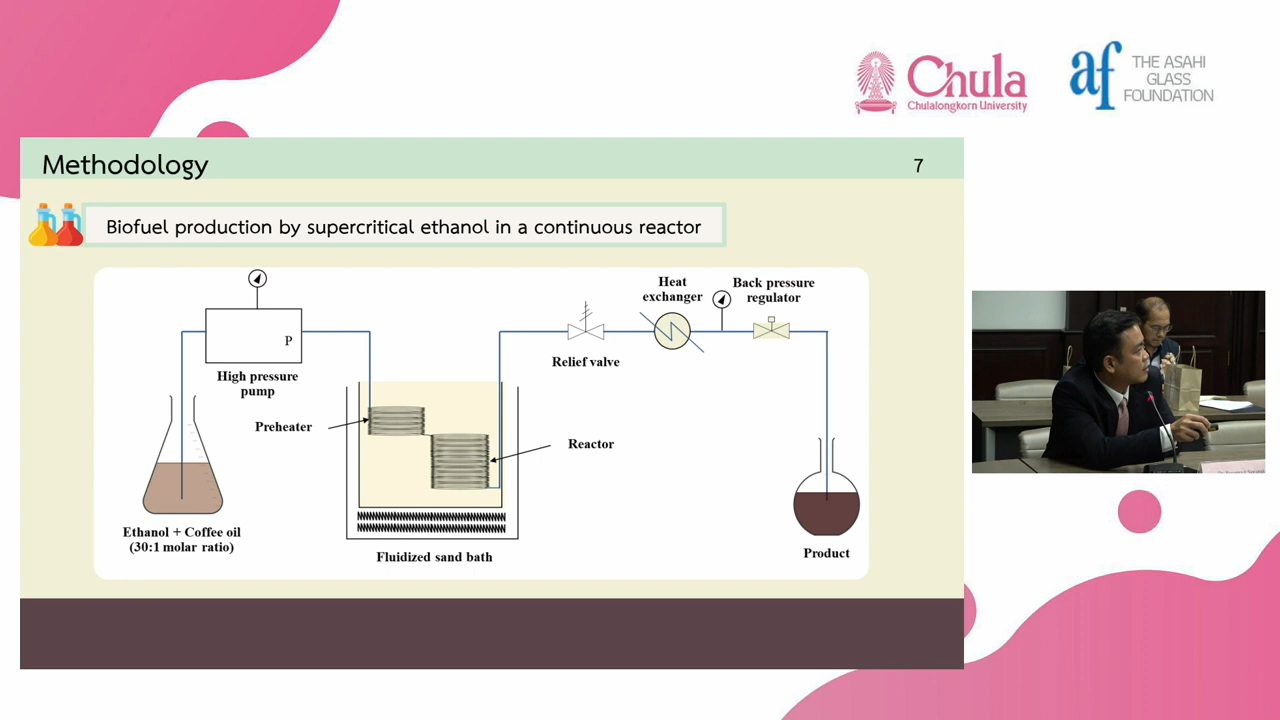 Chula
Chulalongkorn University
af
THE ASAHI
GLASS
FOUNDATION
Methodology
7
Biofuel production by supercritical ethanol in a continuous reactor
P
High pressure
pump
Preheater
Reactor
Relief valve
Heat
exchanger
Back pressure
regulator
Ethanol + Coffee oil
(30:1 molar ratio)
Fluidized sand bath
Product